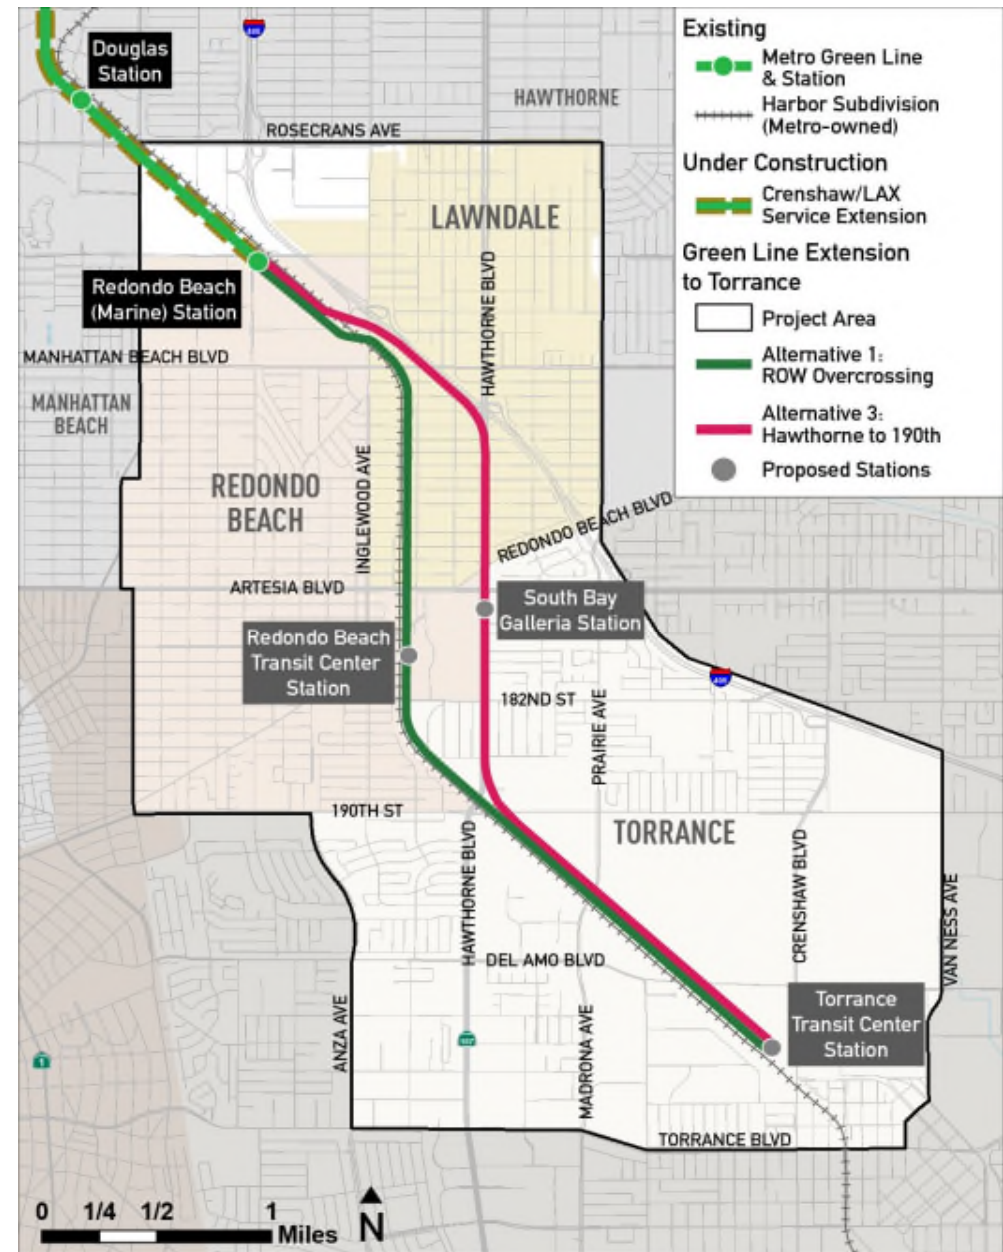 Douglas
Station
HAWTHORNE
ROSECRANS AVE
LAWNDALE
HAWTHORNE BLVD
Redondo Beach
(Marine) Station
MANHATTAN BEACH BLVD
MANHATTAN
BEACH
REDONDO
BEACH
INGLEWOOD AVE
REDONDO BEACH BLVD
ARTESIA BLVD
South Bay
Galleria Station
Redondo Beach
Transit Center
Station
182ND ST
PRAIRIE AVE
190TH ST
TORRANCE
HAWTHORNE BLVD
CRENSHAW BLVD
VAN NESS AVE
DEL AMO BLVD
ANZA AVE
MADRONA AVE
Torrance
Transit Center
Station
1
TORRANCE BLVD
0 1/4 1/2 1
Miles
N
Existing
Metro Green Line
& Station
Harbor Subdivision
(Metro-owned)
Under Construction
Crenshaw/LAX
Service Extension
Green Line Extension
to Torrance
Project Area
Alternative 1:
ROW Overcrossing
Alternative 3:
Hawthorne to 190th
Proposed Stations